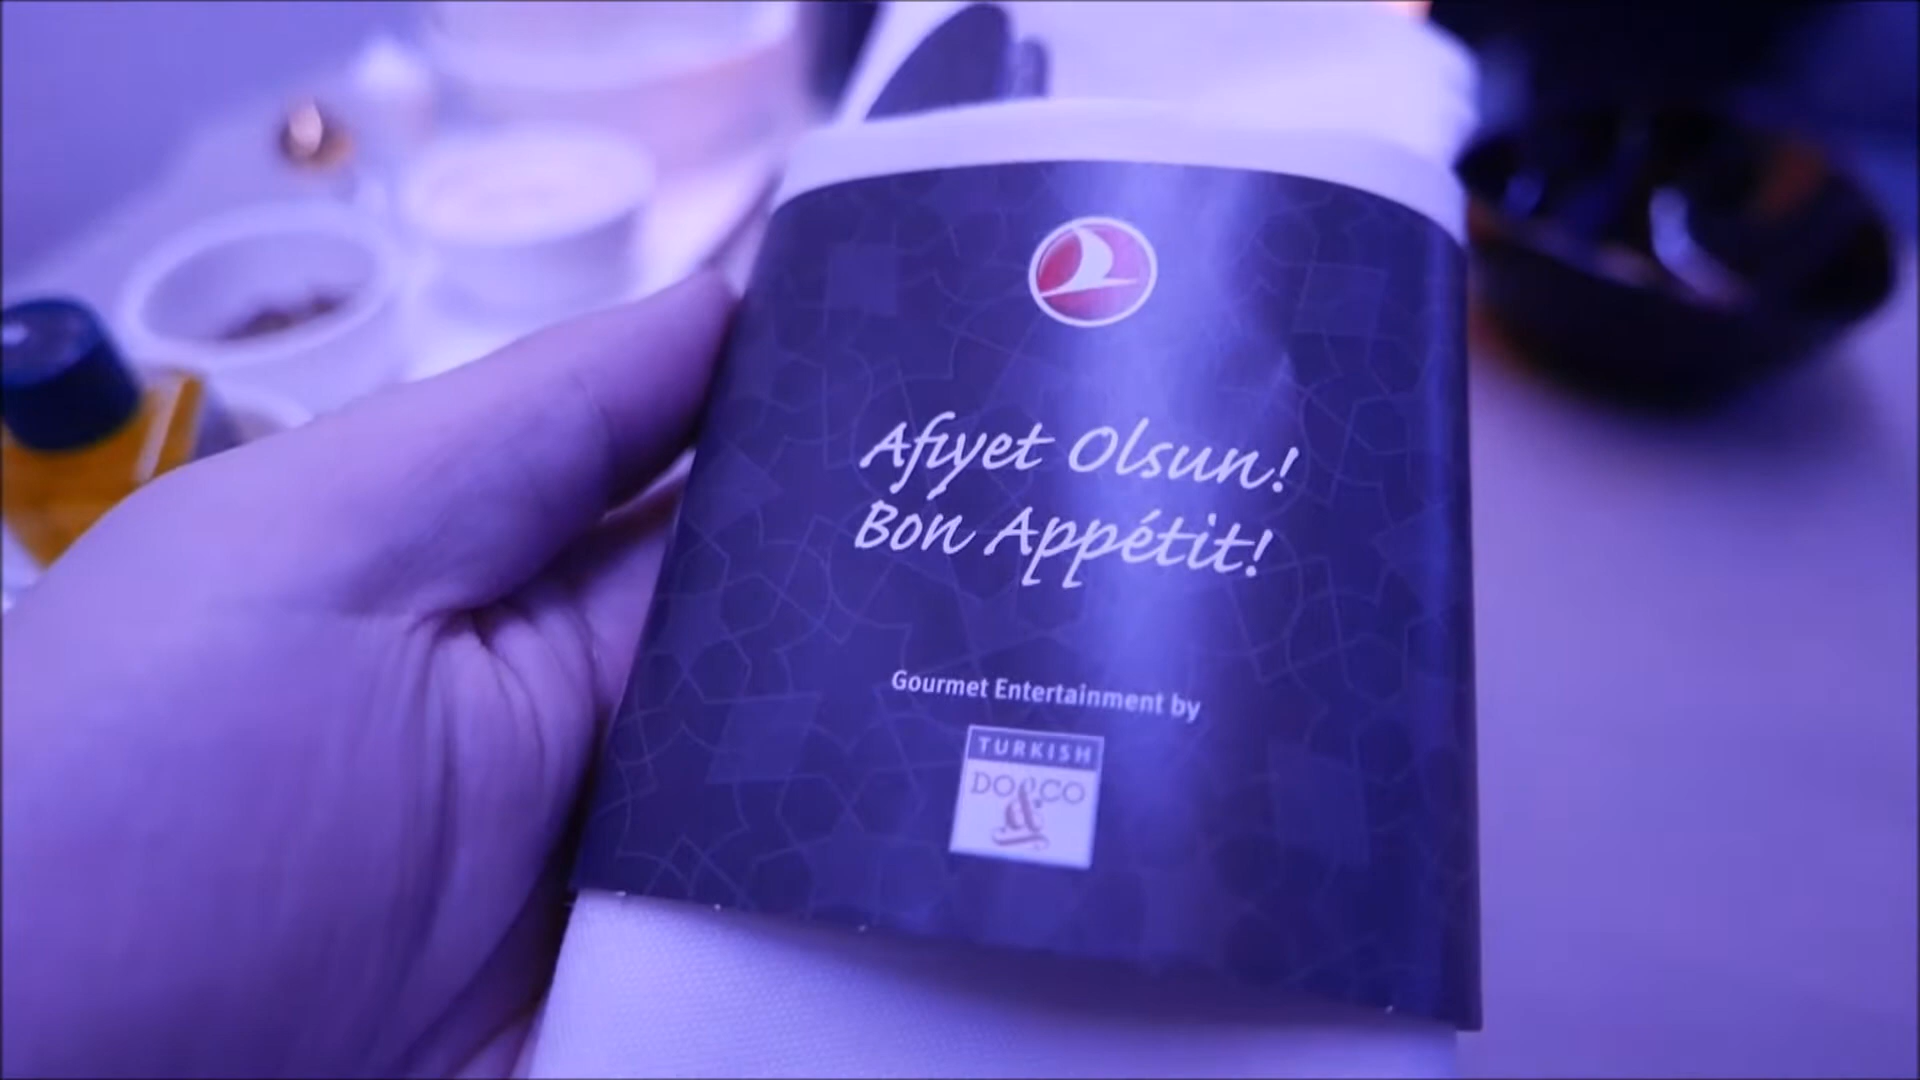 Afiyet Olsun!
Bon Appétit!
Gourmet Entertainment by
TURKISH
DO&CO